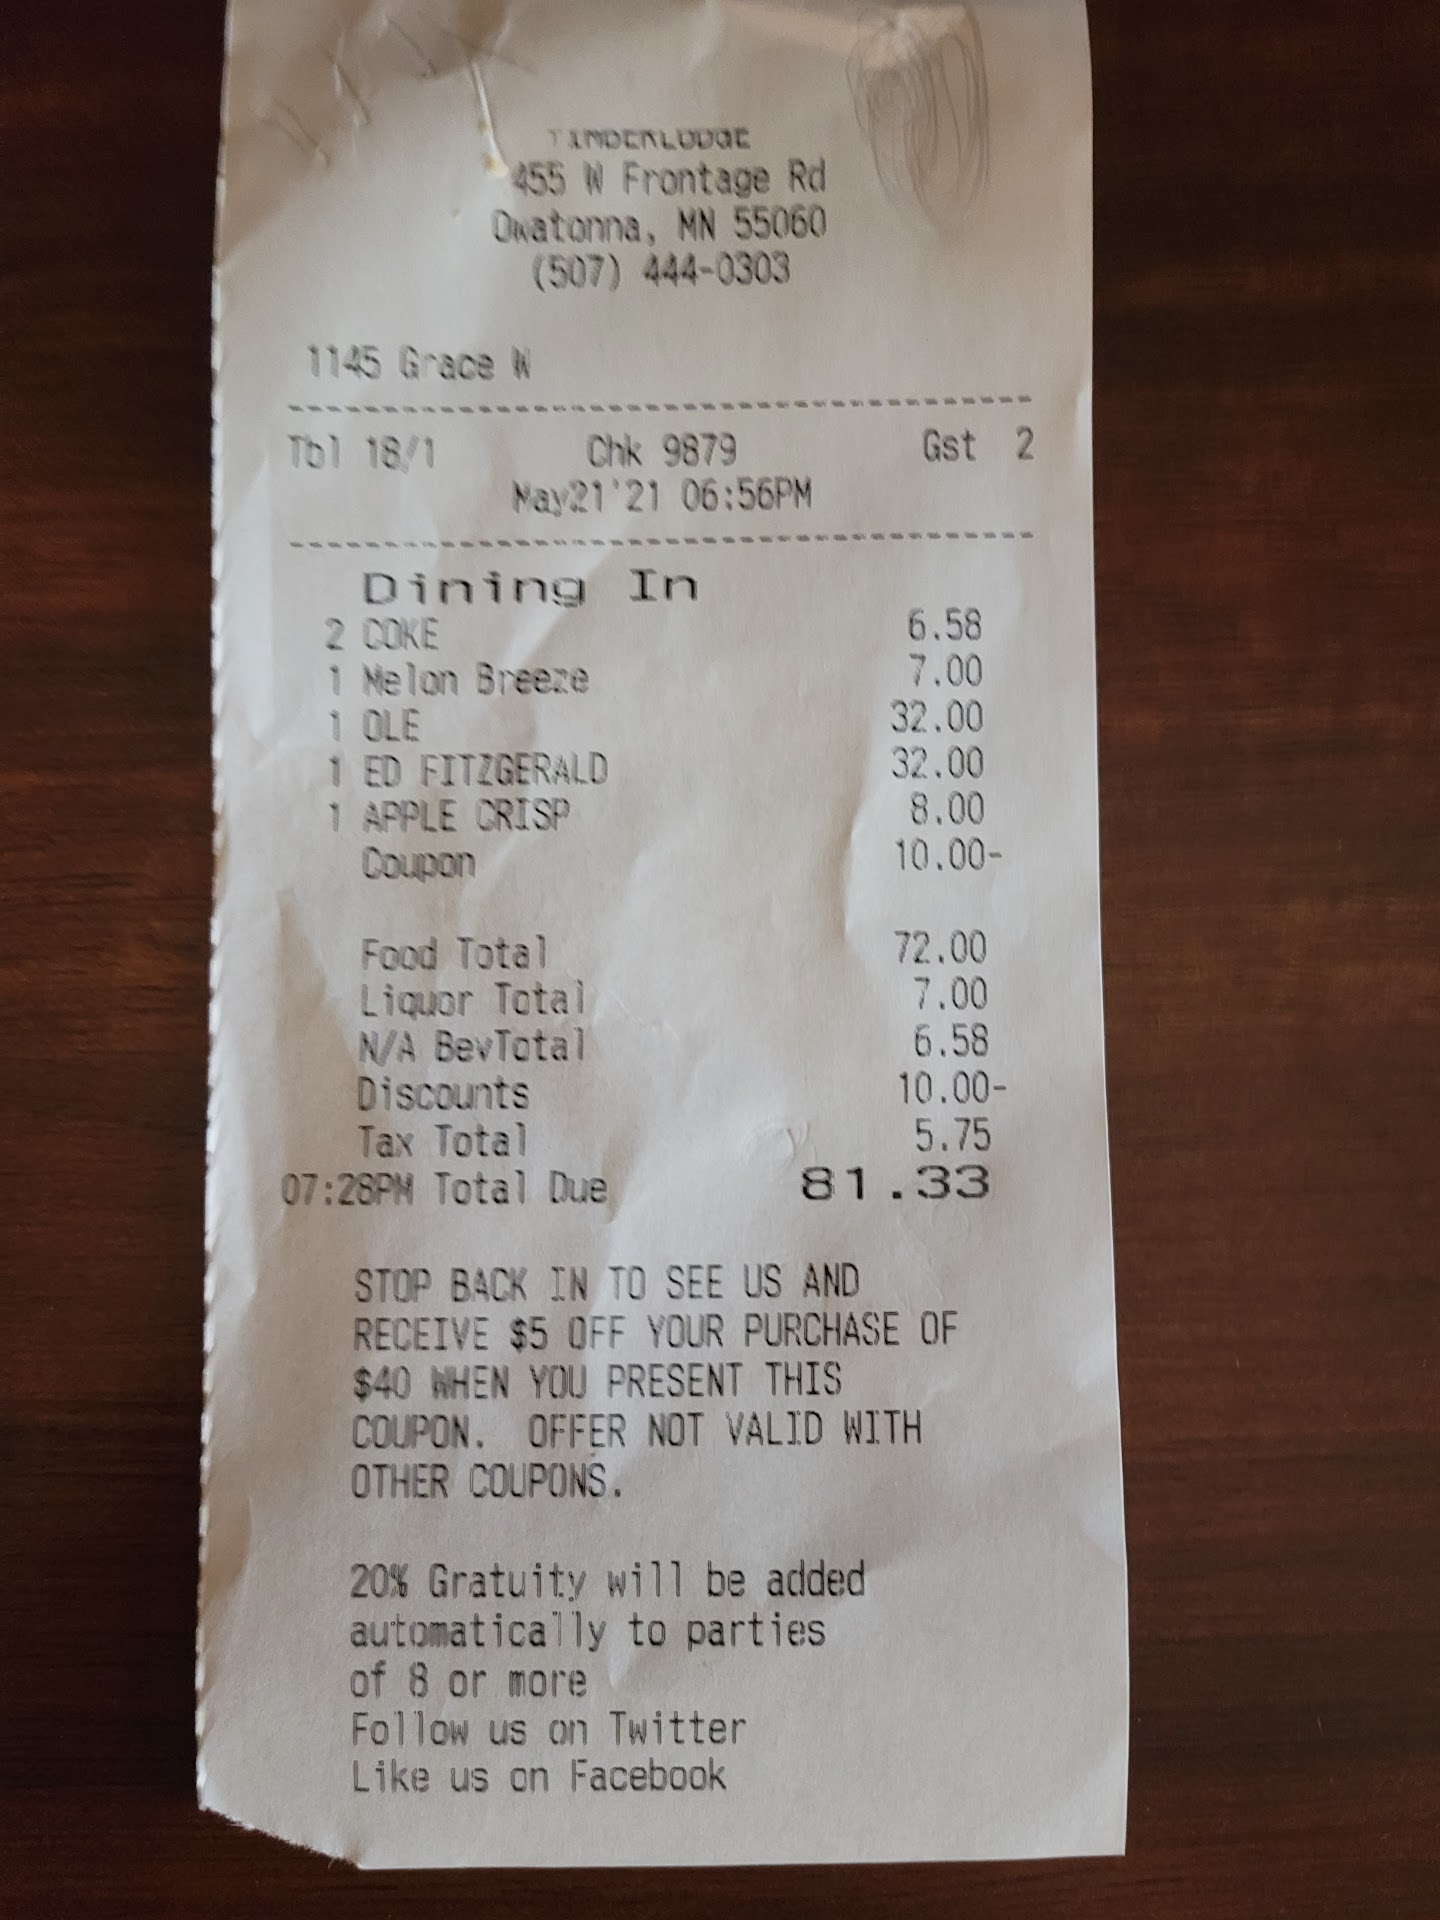 TIMBERLODGE
455 W Frontage Rd
Owatonna, MN 55060
(507) 444-0303
1145 Grace W
Tbl 18/1 Chk 9879 Gst 2
May21'21 06:56PM
Dining In
2 COKE 6.58
1 Melon Breeze 7.00
1 OLE 32.00
1 ED FITZGERALD 32.00
1 APPLE CRISP 8.00
Coupon 10.00-
Food Total 72.00
Liquor Total 7.00
N/A BevTotal 6.58
Discounts 10.00-
Tax Total 5.75
07:28PM Total Due 81.33
STOP BACK IN TO SEE US AND
RECEIVE $5 OFF YOUR PURCHASE OF
$40 WHEN YOU PRESENT THIS
COUPON. OFFER NOT VALID WITH
OTHER COUPONS.
20% Gratuity will be added
automatically to parties
of 8 or more
Follow us on Twitter
Like us on Facebook